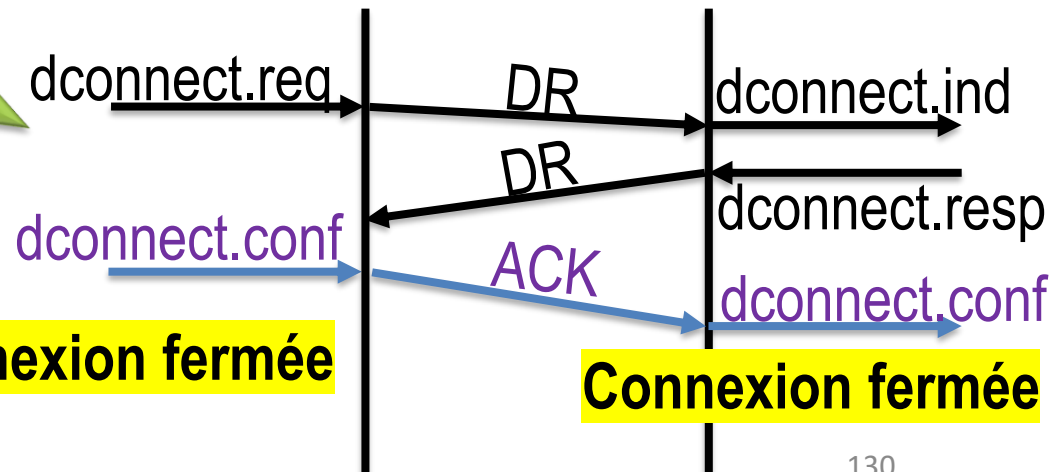 dconnect.req
DR
dconnect.ind
DR
dconnect.resp
dconnect.conf
ACK
dconnect.conf
nexion fermée
Connexion fermée
130